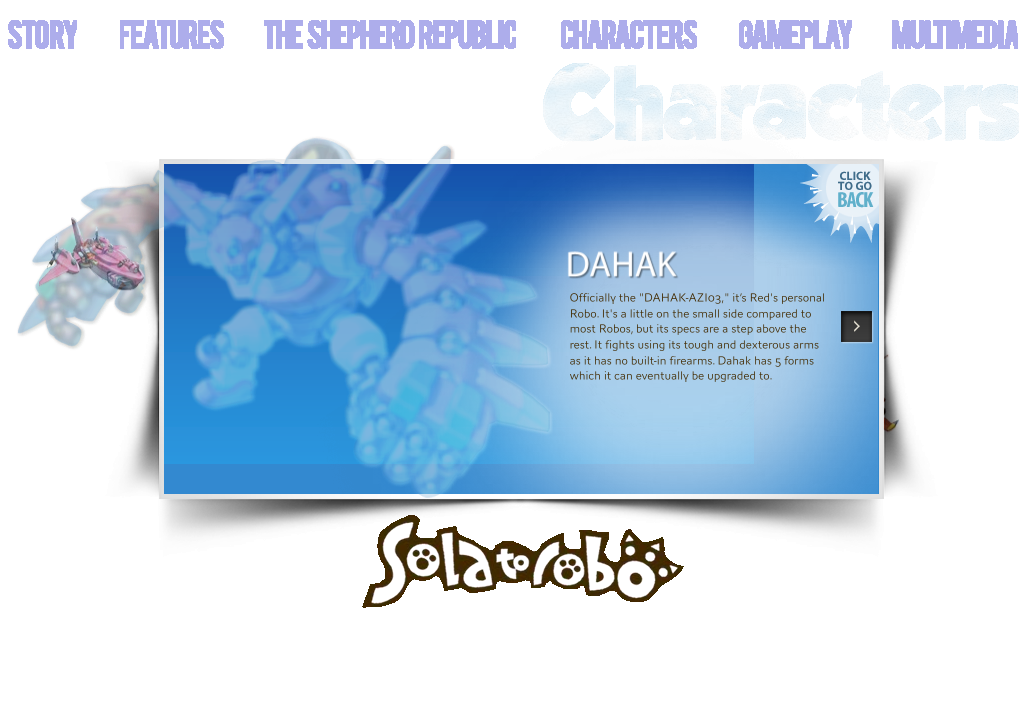 STORY FEATURES THE SHEPHERD REPUBLIC CHARACTERS GAMEPLAY MULTIMEDIA
Characters
CLICK
TO GO
BACK
DAHAK
Officially the "DAHAK-AZI03," it's Red's personal
Robo. It's a little on the small side compared to
most Robos, but its specs are a step above the
rest. It fights using its tough and dexterous arms
as it has no built-in firearms. Dahak has 5 forms
which it can eventually be upgraded to.
Solatorobo